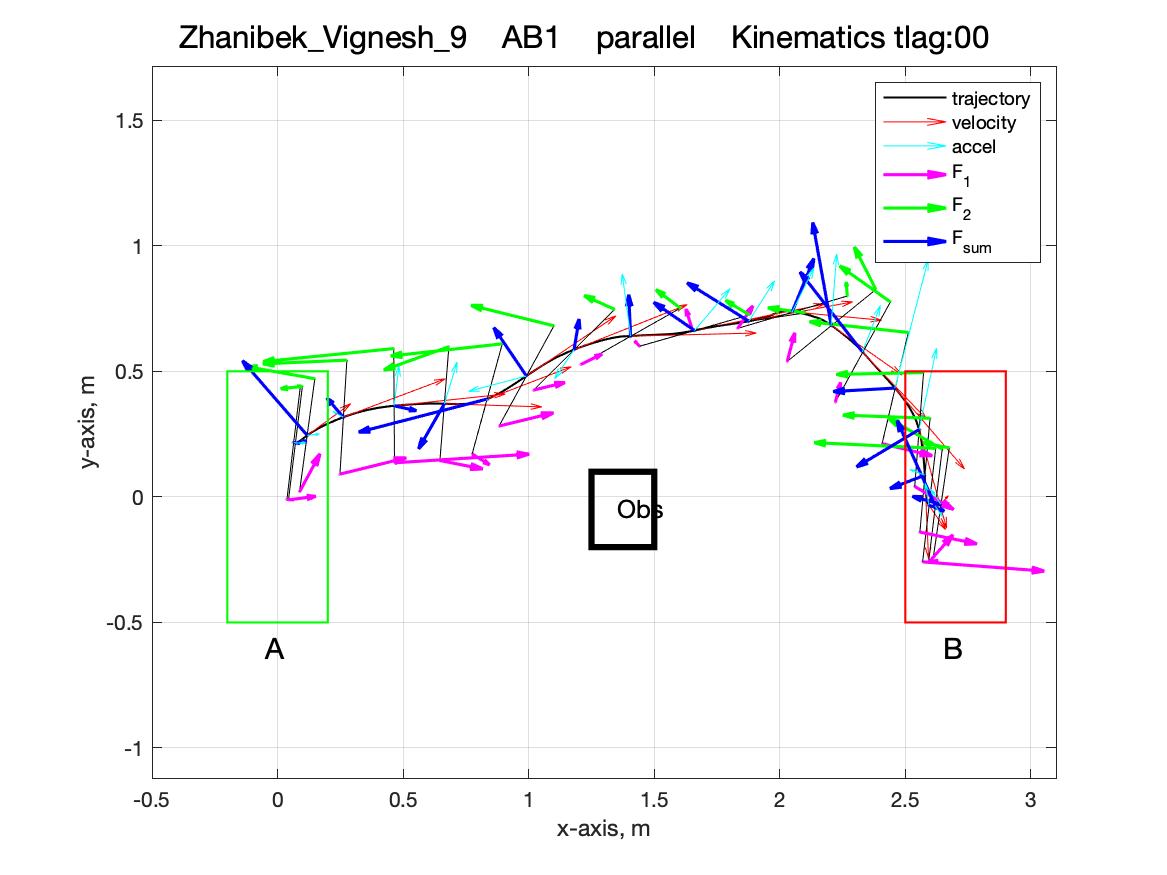 Zhanibek_Vignesh_9 AB1 parallel Kinematics tlag:00
trajectory
velocity
accel
F1
F2
Fsum
1.5
1
0.5
0
-0.5
-1
y-axis, m
Obs
A
B
-0.5 0 0.5 1 1.5 2 2.5 3
x-axis, m